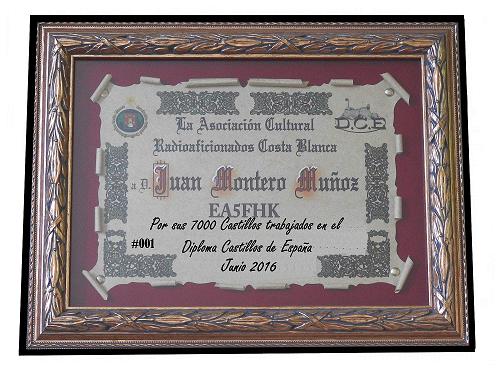 D.C.E
La Asociación Cultural
Radioaficionados Costa Blanca
a D. Juan Montero Muñoz
EA5FHK
Por sus 7000 Castillos trabajados en el
#001 Diploma Castillos de España
Junio 2016